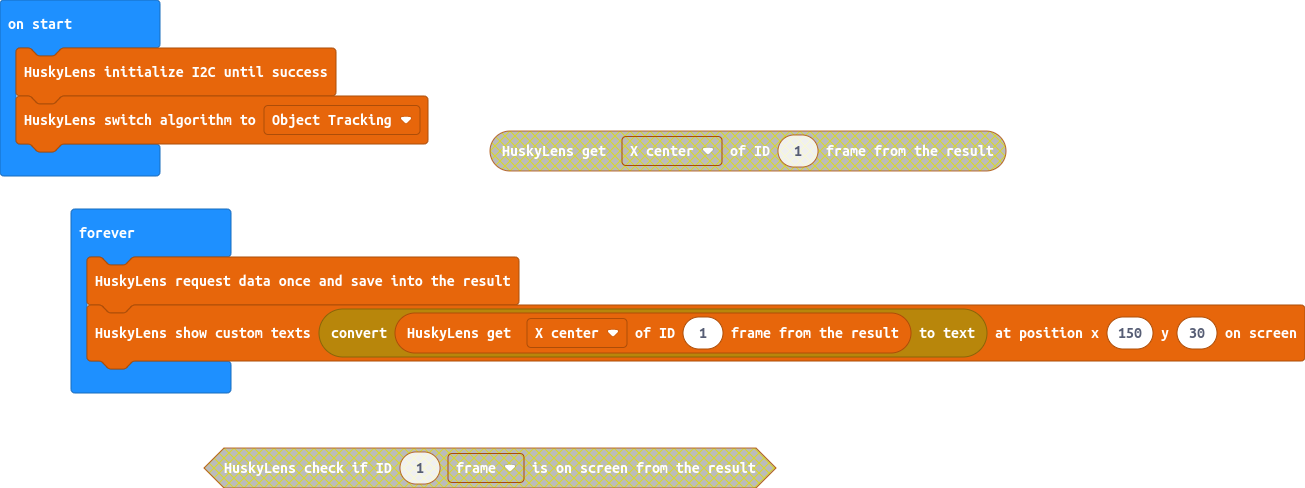 on start
HuskyLens initialize I2C until success
HuskyLens switch algorithm to Object Tracking
HuskyLens get X center of ID 1 frame from the result
forever
HuskyLens request data once and save into the result
HuskyLens show custom texts convert HuskyLens get X center of ID 1 frame from the result to text at position x 150 y 30 on screen
HuskyLens check if ID 1 frame is on screen from the result